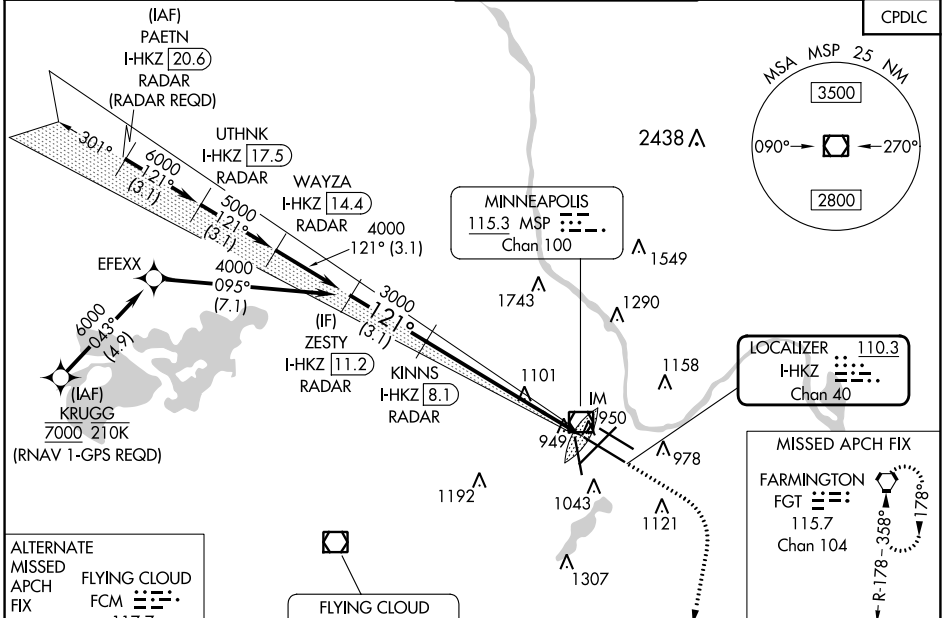 CPDLC
(IAF)
PAETN
I-HKZ 20.6
RADAR
(RADAR REQD)
301°
6000
121°
(3.1)
UTHNK
I-HKZ 17.5
RADAR
5000
121°
(3.1)
WAYZA
I-HKZ 14.4
RADAR
4000
121° (3.1)
MSA MSP 25 NM
3500
090°
270°
2800
2438
MINNEAPOLIS
115.3 MSP
Chan 100
1549
1743
1290
EFEXX
4000
095°
(7.1)
6000
043°
(4.9)
3000
121°
(3.1)
(IF)
ZESTY
I-HKZ 11.2
RADAR
KINNS
I-HKZ 8.1
RADAR
(IAF)
KRUGG
7000 210K
(RNAV 1-GPS REQD)
1101
1158
LOCALIZER 110.3
I-HKZ
Chan 40
IM
950
949
978
1192
1043
1121
1307
MISSED APCH FIX
FARMINGTON
FGT
115.7
Chan 104
R-178
358°
178°
ALTERNATE
MISSED
APCH
FIX
FLYING CLOUD
FCM
FLYING CLOUD